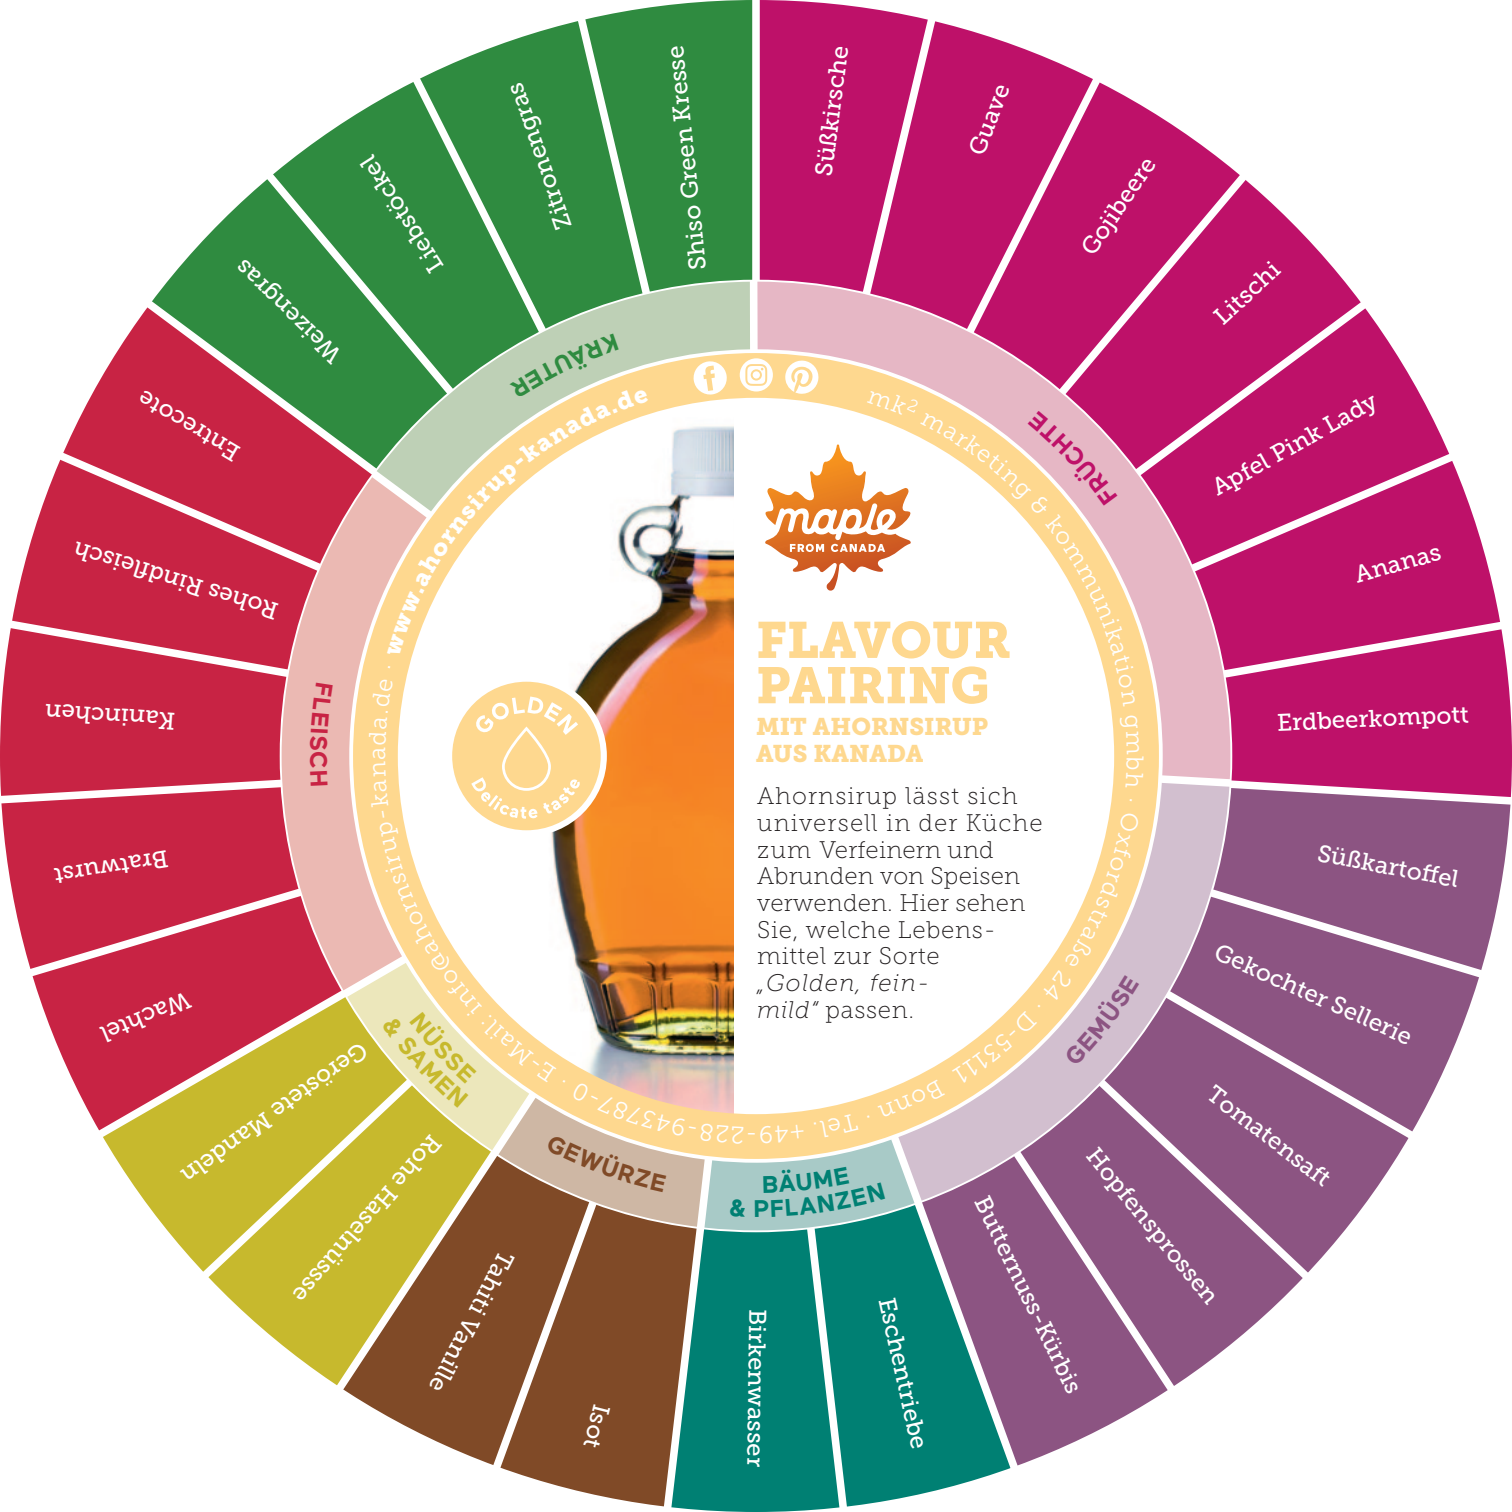 Süßkirsche
Guave
Gojibeere
Litschi
Apfel Pink Lady
Ananas
Erdbeerkompott
Süßkartoffel
Gekochter Sellerie
Tomatensaft
Hopfensprossen
Butternuss-Kürbis
Eschentriebe
Birkenwasser
Isot
Tahiti Vanille
Rohe Haselnüssse
Geröstete Mandeln
Wachtel
Bratwurst
Kaninchen
Rohes Rindfleisch
Entrecote
Weizengras
Liebstöckel
Zitronengras
Shiso Green Kresse
FRÜCHTE
GEMÜSE
BÄUME
& PFLANZEN
GEWÜRZE
NÜSSE
& SAMEN
FLEISCH
KRÄUTER
mk² marketing & kommunikation gmbh · Oxfordstraße 24 · D-53111 Bonn · Tel. +49-228-943787-0 · E-Mail: info@ahornsirup-kanada.de · www.ahornsirup-kanada.de
maple
FROM CANADA
FLAVOUR
PAIRING
MIT AHORNSIRUP
AUS KANADA
Ahornsirup lässt sich
universell in der Küche
zum Verfeinern und
Abrunden von Speisen
verwenden. Hier sehen
Sie, welche Lebens-
mittel zur Sorte
„Golden, fein-
mild“ passen.
GOLDEN
Delicate taste